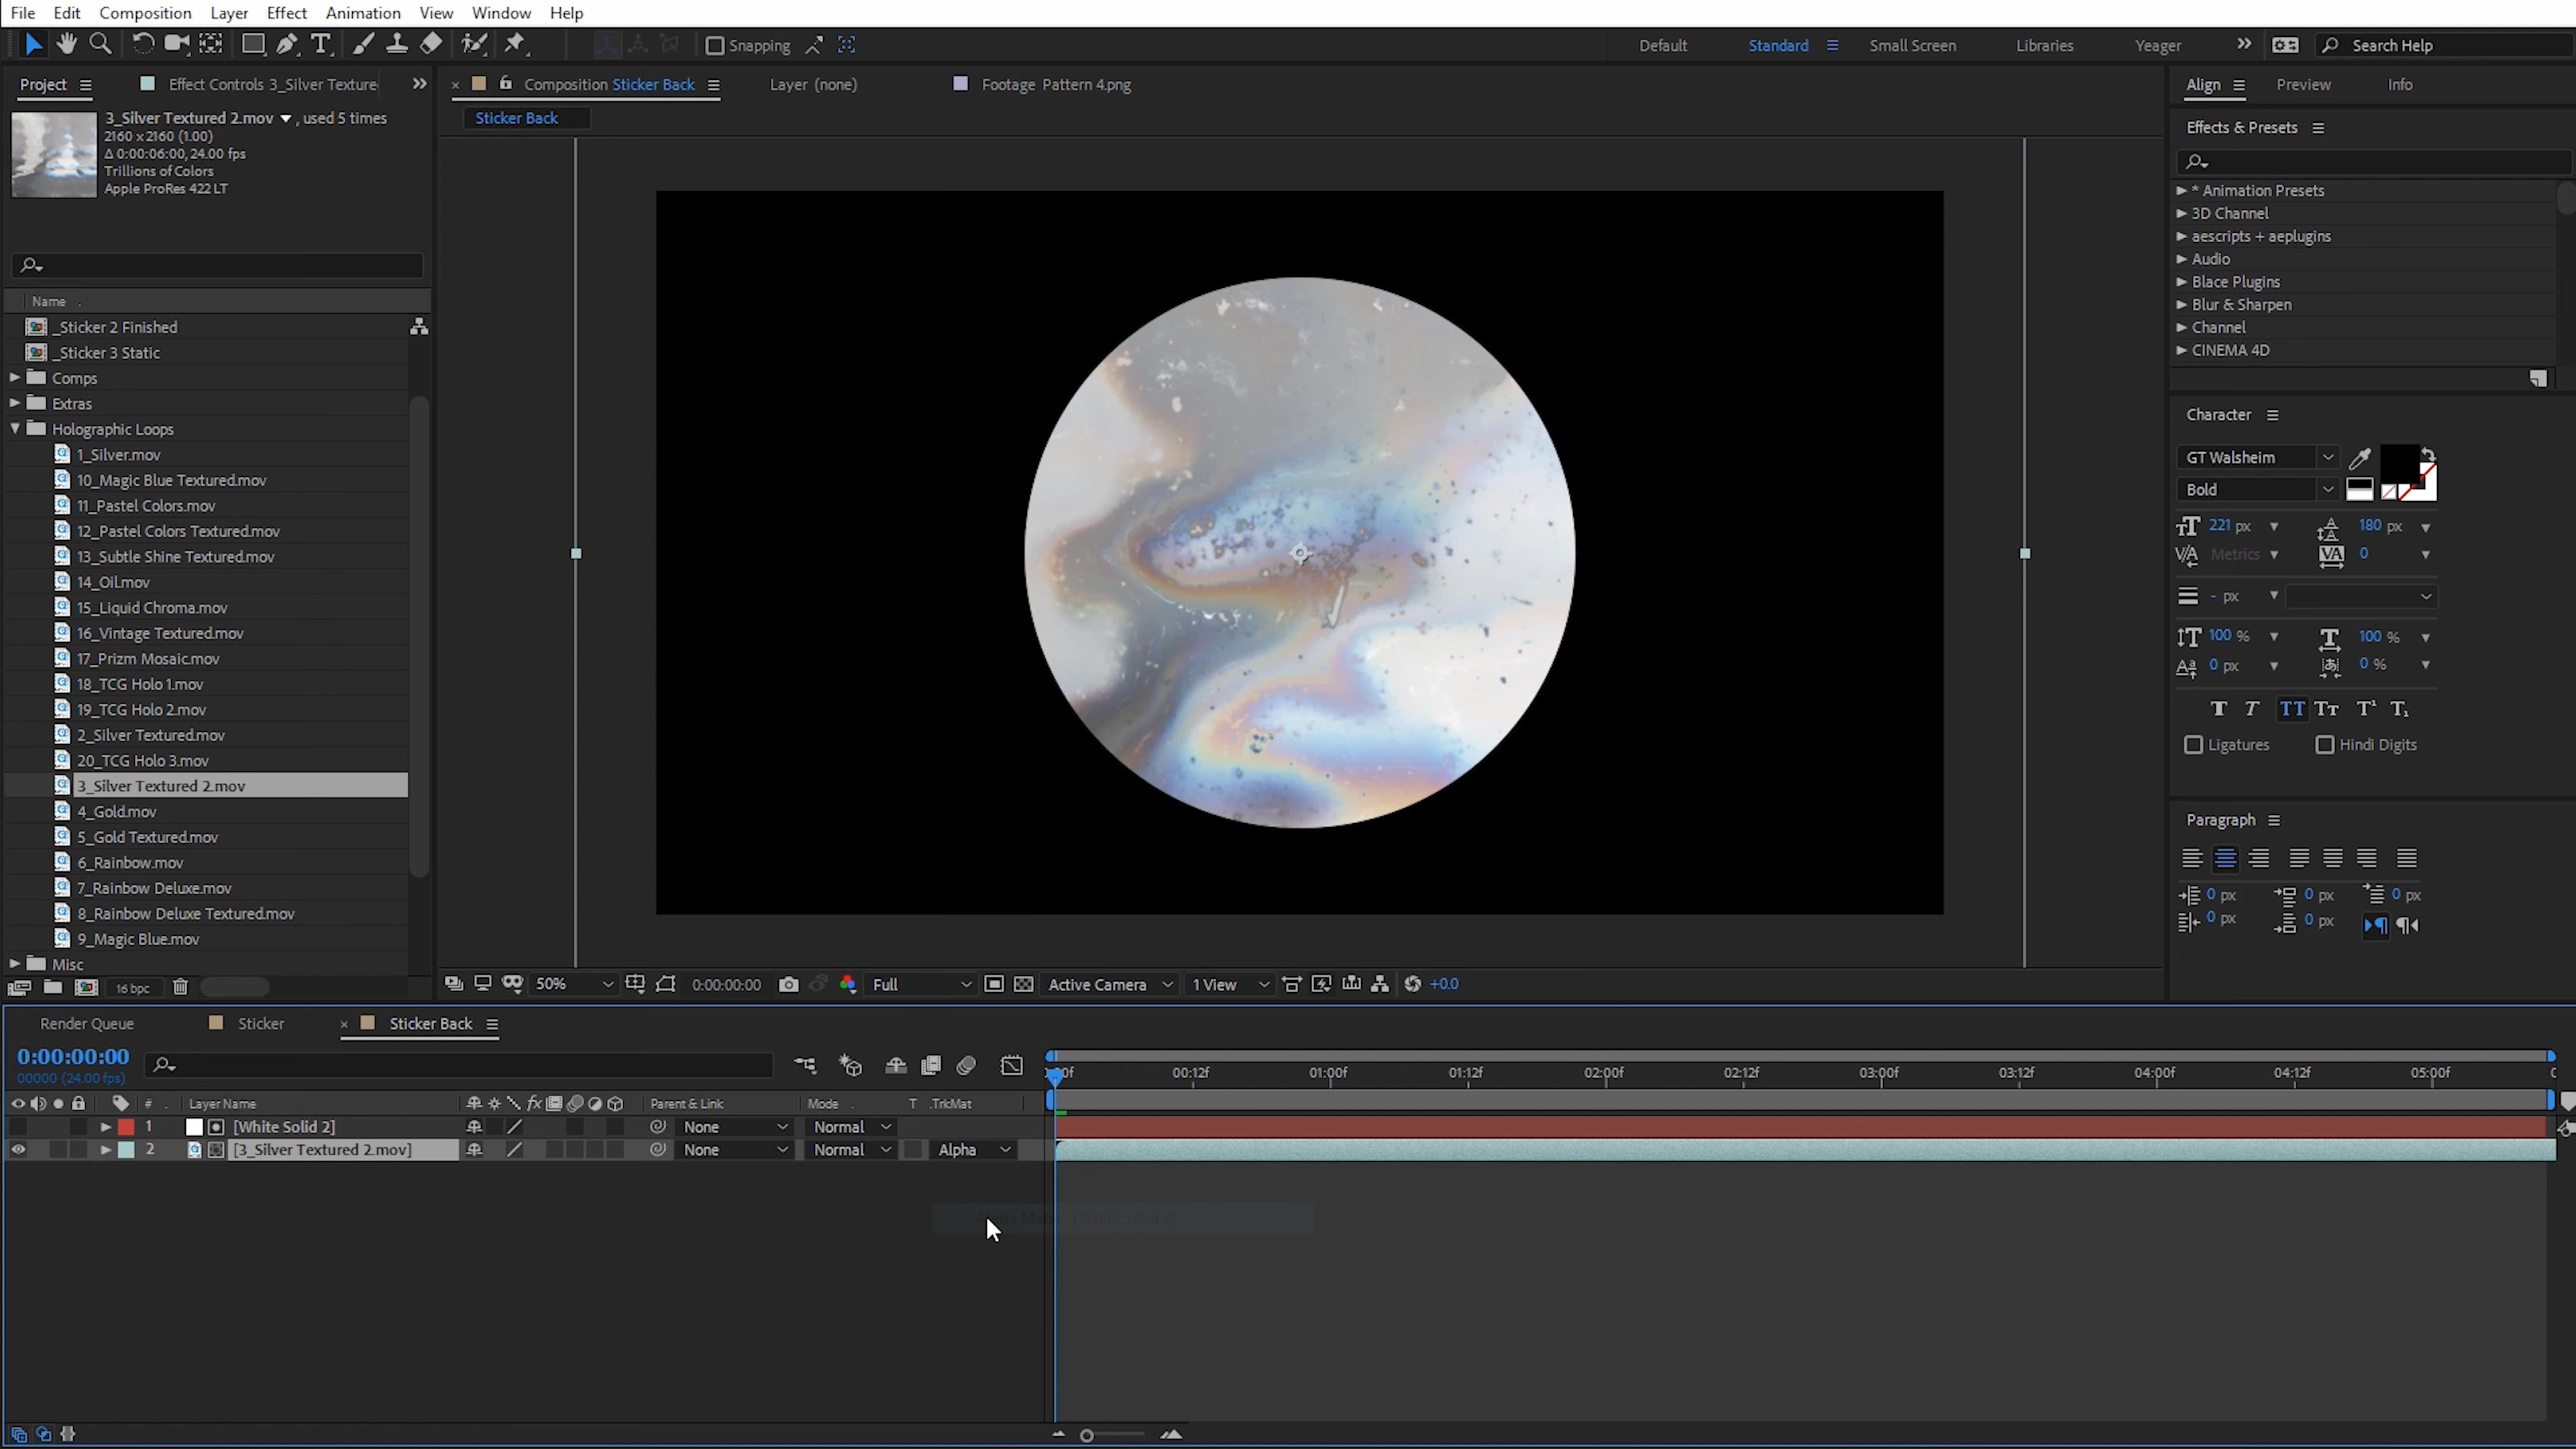 File Edit Composition Layer Effect Animation View Window Help
Snapping Default Standard Small Screen Libraries Yeager Search Help
Project Effect Controls 3_Silver Texture
3_Silver Textured 2.mov , used 5 times
2160 x 2160 (1.00)
Δ 0:00:06:00, 24.00 fps
Trillions of Colors
Apple ProRes 422 LT
Name
_Sticker 2 Finished
_Sticker 3 Static
Comps
Extras
Holographic Loops
1_Silver.mov
10_Magic Blue Textured.mov
11_Pastel Colors.mov
12_Pastel Colors Textured.mov
13_Subtle Shine Textured.mov
14_Oil.mov
15_Liquid Chroma.mov
16_Vintage Textured.mov
17_Prizm Mosaic.mov
18_TCG Holo 1.mov
19_TCG Holo 2.mov
2_Silver Textured.mov
20_TCG Holo 3.mov
3_Silver Textured 2.mov
4_Gold.mov
5_Gold Textured.mov
6_Rainbow.mov
7_Rainbow Deluxe.mov
8_Rainbow Deluxe Textured.mov
9_Magic Blue.mov
Misc
16 bpc
Composition Sticker Back Layer (none) Footage Pattern 4.png
Sticker Back
50% 0:00:00:00 Full Active Camera 1 View +0.0
Align Preview Info
Effects & Presets
* Animation Presets
3D Channel
aescripts + aeplugins
Audio
Blace Plugins
Blur & Sharpen
Channel
CINEMA 4D
Character
GT Walsheim
Bold
221 px 180 px
Metrics 0
- px
100 % 100 %
0 px 0 %
Ligatures Hindi Digits
Paragraph
0 px 0 px 0 px
0 px 0 px
Render Queue Sticker Sticker Back
0:00:00:00
00000 (24.00 fps)
# Layer Name Parent & Link Mode T .TrkMat
1 [White Solid 2] None Normal
2 [3_Silver Textured 2.mov] None Normal Alpha
00f 00:12f 01:00f 01:12f 02:00f 02:12f 03:00f 03:12f 04:00f 04:12f 05:00f